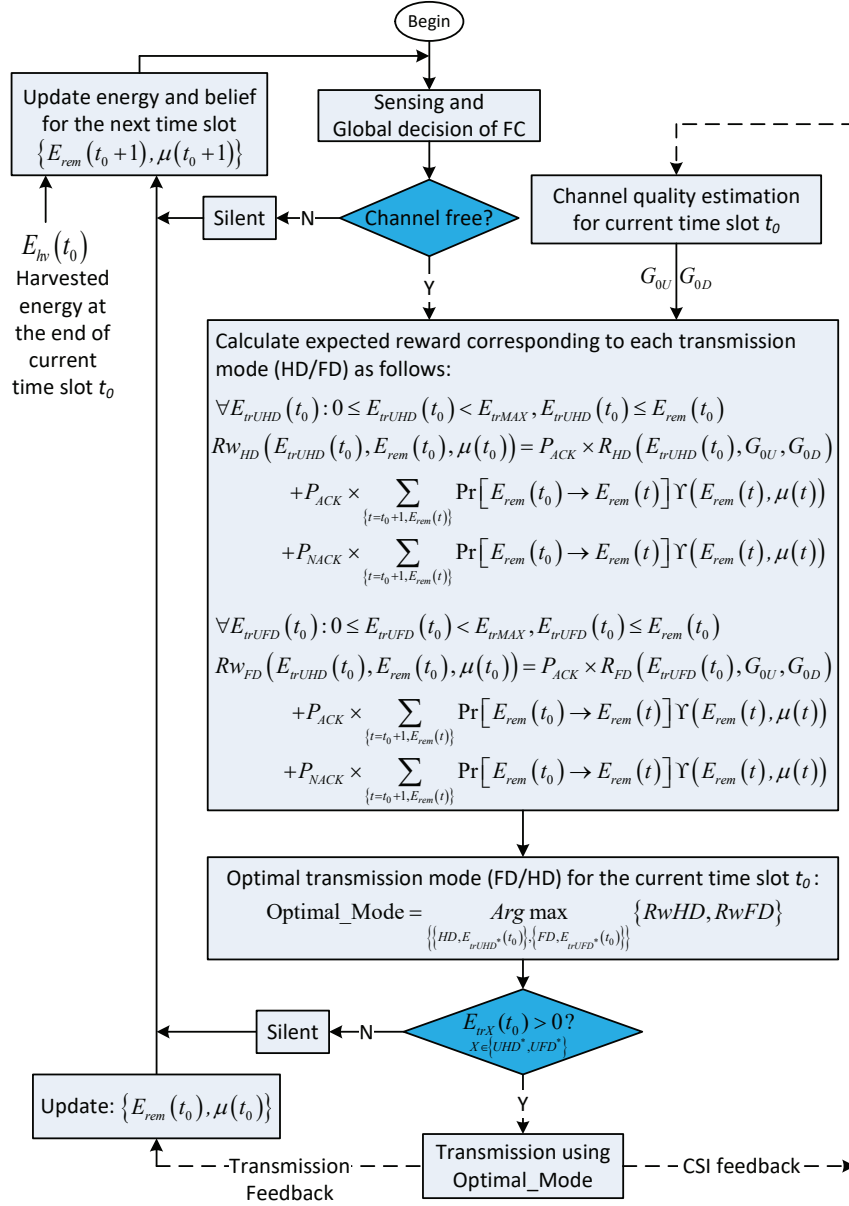 Begin
Update energy and belief
for the next time slot
{E_rem(t_0+1), μ(t_0+1)}
Sensing and
Global decision of FC
Silent
N
Channel free?
Channel quality estimation
for current time slot t_0
E_hv(t_0)
Harvested
energy at
the end of
current
time slot t_0
Y
G_0U G_0D
Calculate expected reward corresponding to each transmission
mode (HD/FD) as follows:
∀E_trUHD(t_0): 0 ≤ E_trUHD(t_0) < E_trMAX, E_trUHD(t_0) ≤ E_rem(t_0)
Rw_HD(E_trUHD(t_0), E_rem(t_0), μ(t_0)) = P_ACK × R_HD(E_trUHD(t_0), G_0U, G_0D)
+P_ACK × ∑_{t=t_0+1, E_rem(t)} Pr[E_rem(t_0) → E_rem(t)] ϒ(E_rem(t), μ(t))
+P_NACK × ∑_{t=t_0+1, E_rem(t)} Pr[E_rem(t_0) → E_rem(t)] ϒ(E_rem(t), μ(t))
∀E_trUFD(t_0): 0 ≤ E_trUFD(t_0) < E_trMAX, E_trUFD(t_0) ≤ E_rem(t_0)
Rw_FD(E_trUHD(t_0), E_rem(t_0), μ(t_0)) = P_ACK × R_FD(E_trUFD(t_0), G_0U, G_0D)
+P_ACK × ∑_{t=t_0+1, E_rem(t)} Pr[E_rem(t_0) → E_rem(t)] ϒ(E_rem(t), μ(t))
+P_NACK × ∑_{t=t_0+1, E_rem(t)} Pr[E_rem(t_0) → E_rem(t)] ϒ(E_rem(t), μ(t))
Optimal transmission mode (FD/HD) for the current time slot t_0:
Optimal_Mode = Arg max {RwHD, RwFD}
{{HD, E_trUHD*(t_0)}, {FD, E_trUFD*(t_0)}}
Silent
N
E_trX(t_0) > 0?
X∈{UHD*, UFD*}
Update: {E_rem(t_0), μ(t_0)}
Y
Transmission
Feedback
Transmission using
Optimal_Mode
CSI feedback